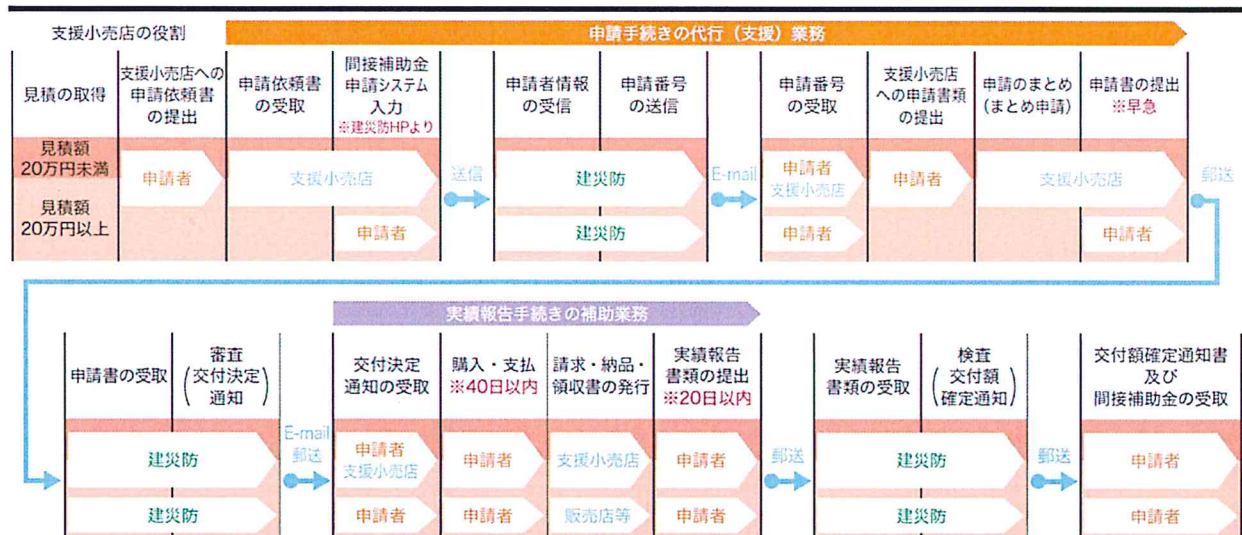 支援小売店の役割
申請手続きの代行（支援）業務
見積の取得
支援小売店への
申請依頼書
の提出
申請依頼書
の受取
間接補助金
申請システム
入力
※建災防HPより
申請者情報
の受信
申請番号
の送信
申請番号
の受取
支援小売店
への申請書類
の提出
申請のまとめ
(まとめ申請)
申請書の提出
※早急
見積額
20万円未満
申請者
支援小売店
送信
建災防
E-mail
申請者
支援小売店
申請者
支援小売店
郵送
見積額
20万円以上
申請者
建災防
申請者
申請者
実績報告手続きの補助業務
申請書の受取
審査
(交付決定
通知)
交付決定
通知の受取
購入・支払
※40日以内
請求・納品・
領収書の発行
実績報告
書類の提出
※20日以内
実績報告
書類の受取
検査
(交付額
確定通知)
交付額確定通知書
及び
間接補助金の受取
建災防
E-mail
郵送
申請者
支援小売店
申請者
支援小売店
申請者
郵送
建災防
郵送
申請者
建災防
申請者
申請者
販売店等
申請者
建災防
申請者